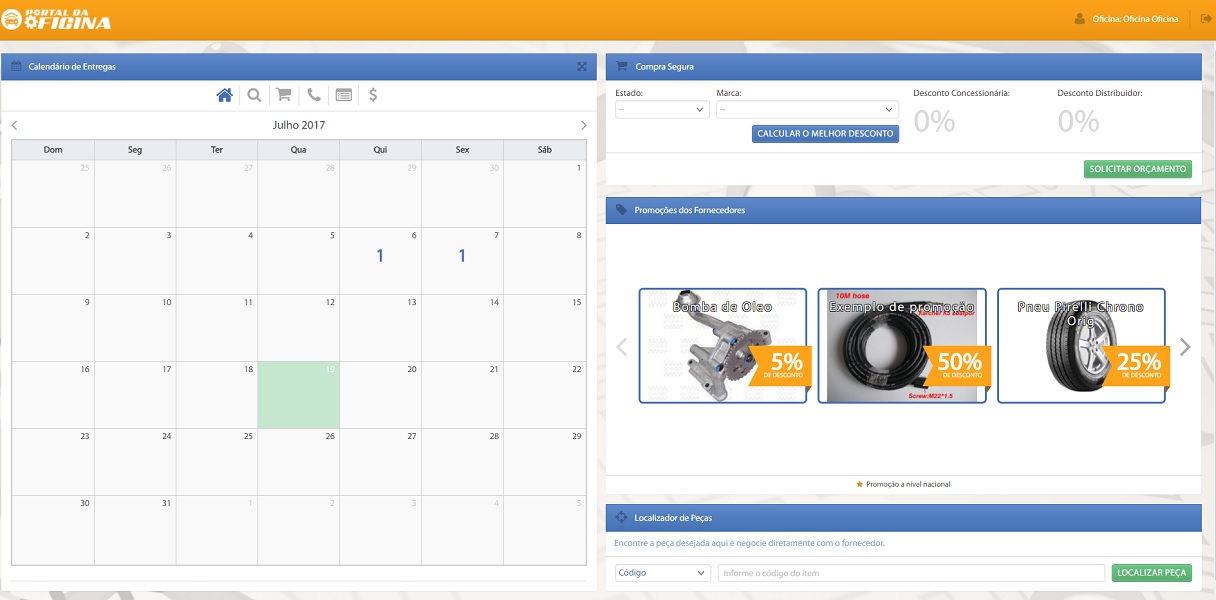 PORTAL DA
OFICINA
Oficina: Oficina Oficina
Calendário de Entregas
$
Julho 2017
Dom Seg Ter Qua Qui Sex Sáb
25 26 27 28 29 30 1
2 3 4 5 6 7 8
1 1
9 10 11 12 13 14 15
16 17 18 19 20 21 22
23 24 25 26 27 28 29
30 31 1 2 3 4 5
Compra Segura
Estado: Marca: Desconto Concessionária: Desconto Distribuidor:
-- -- 0% 0%
CALCULAR O MELHOR DESCONTO
SOLICITAR ORÇAMENTO
Promoções dos Fornecedores
Bomba de Oleo
5%
DE DESCONTO
10M hose
Exemplo de promoção
Karcher K5 
50%
DE DESCONTO
Screw:M22*1.5
Pneu Pirelli Chrono
Orig
25%
DE DESCONTO
Promoção a nivel nacional
Localizador de Peças
Encontre a peça desejada aqui e negocie diretamente com o fornecedor.
Código Informe o código do item LOCALIZAR PEÇA